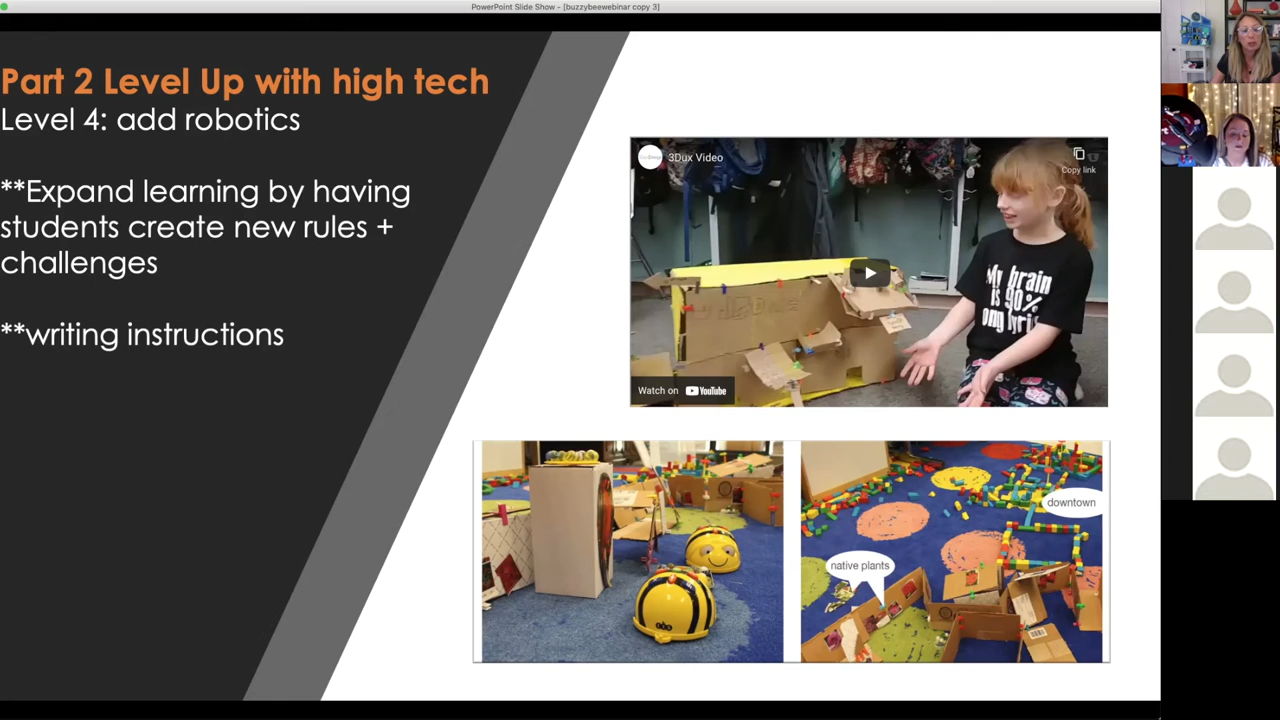 PowerPoint Slide Show - [buzzybeewebinar copy 3]
Part 2 Level Up with high tech
Level 4: add robotics
**Expand learning by having
students create new rules +
challenges
**writing instructions
3Dux Video
Copy link
My brain
is 90%
Watch on YouTube
downtown
native plants